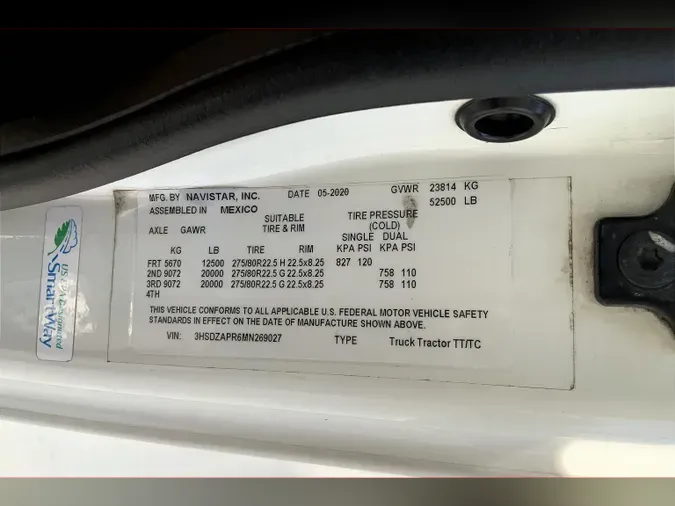 MFG. BY NAVISTAR, INC. DATE 05-2020 GVWR 23814 KG
52500 LB
ASSEMBLED IN MEXICO
SUITABLE TIRE PRESSURE
AXLE GAWR TIRE & RIM (COLD)
SINGLE DUAL
KG LB TIRE RIM KPA PSI KPA PSI
FRT 5670 12500 275/80R22.5 H 22.5x8.25 827 120
2ND 9072 20000 275/80R22.5 G 22.5x8.25 758 110
3RD 9072 20000 275/80R22.5 G 22.5x8.25 758 110
4TH
THIS VEHICLE CONFORMS TO ALL APPLICABLE U.S. FEDERAL MOTOR VEHICLE SAFETY
STANDARDS IN EFFECT ON THE DATE OF MANUFACTURE SHOWN ABOVE.
VIN: 3HSDZAPR6MN269027 TYPE Truck Tractor TT/TC
US EPA Designated
SmartWay